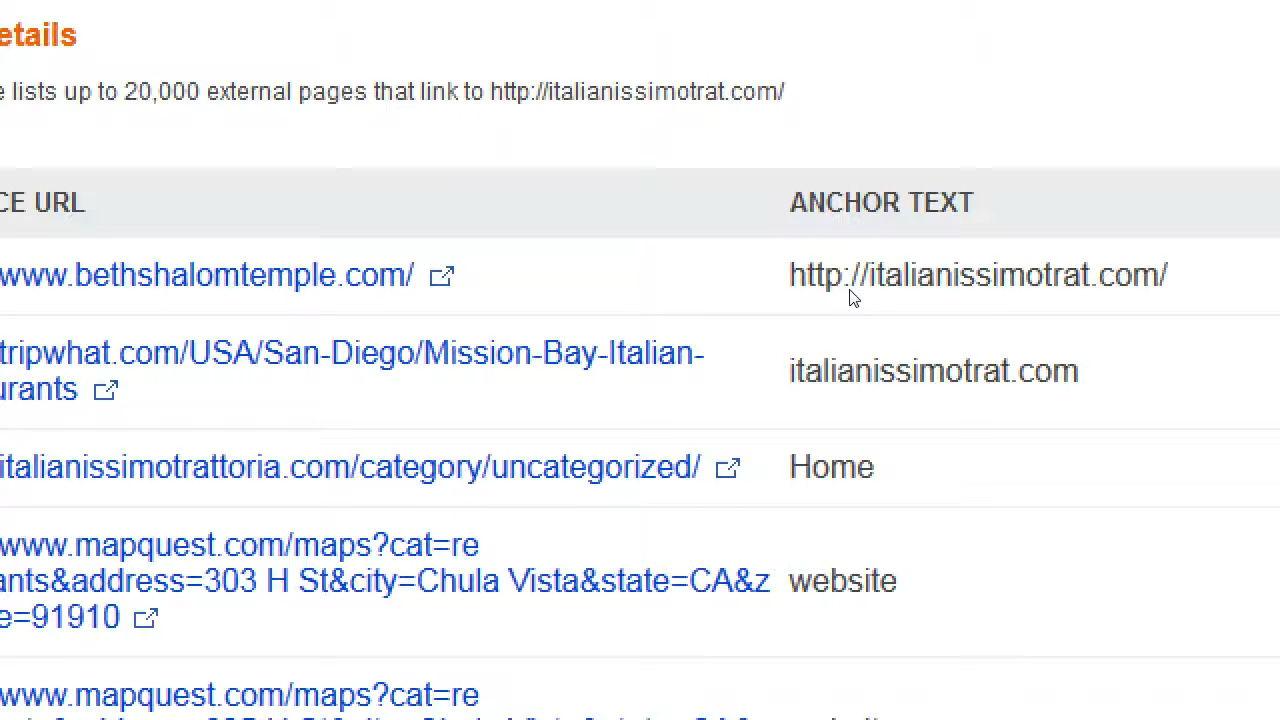 etails
e lists up to 20,000 external pages that link to http://italianissimotrat.com/
CE URL ANCHOR TEXT
www.bethshalomtemple.com/ http://italianissimotrat.com/
tripwhat.com/USA/San-Diego/Mission-Bay-Italian-
urants
italianissimotrat.com
italianissimotrattoria.com/category/uncategorized/ Home
www.mapquest.com/maps?cat=re
ants&address=303 H St&city=Chula Vista&state=CA&z website
e=91910
www.mapquest.com/maps?cat=re